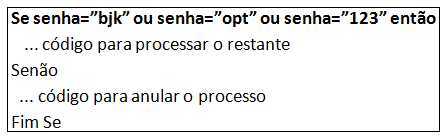 Se senha=”bjk” ou senha=”opt” ou senha=”123” então
... código para processar o restante
Senão
... código para anular o processo
Fim Se